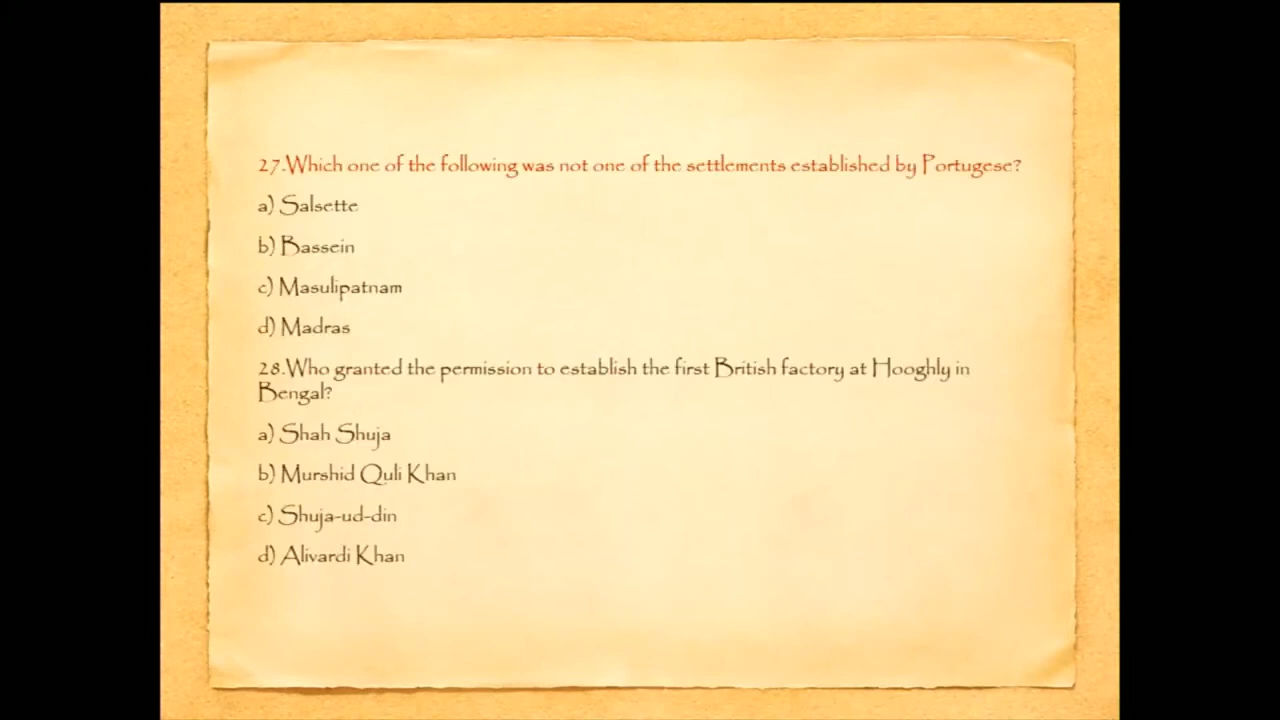 27.Which one of the following was not one of the settlements established by Portugese?
a) Salsette
b) Bassein
c) Masulipatnam
d) Madras
28.Who granted the permission to establish the first British factory at Hooghly in
Bengal?
a) Shah Shuja
b) Murshid Quli Khan
c) Shuja-ud-din
d) Alivardi Khan